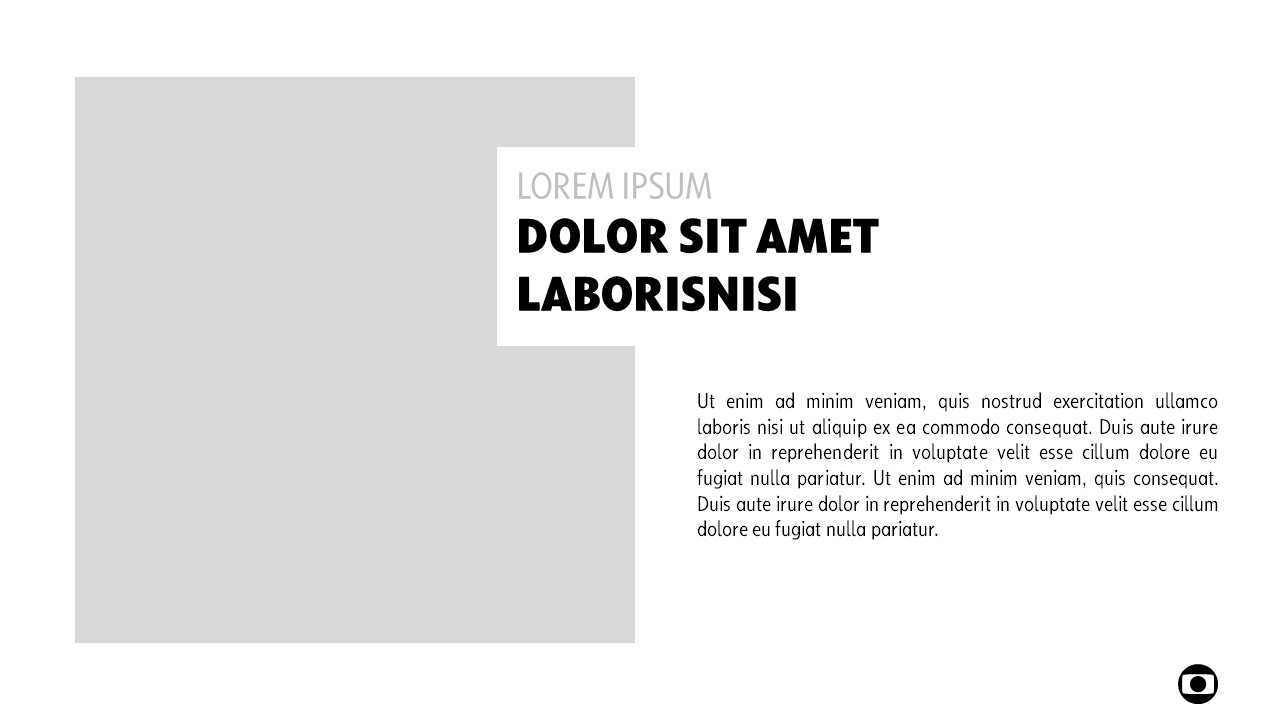 LOREM IPSUM
DOLOR SIT AMET
LABORISNISI
Ut enim ad minim veniam, quis nostrud exercitation ullamco
laboris nisi ut aliquip ex ea commodo consequat. Duis aute irure
dolor in reprehenderit in voluptate velit esse cillum dolore eu
fugiat nulla pariatur. Ut enim ad minim veniam, quis consequat.
Duis aute irure dolor in reprehenderit in voluptate velit esse cillum
dolore eu fugiat nulla pariatur.